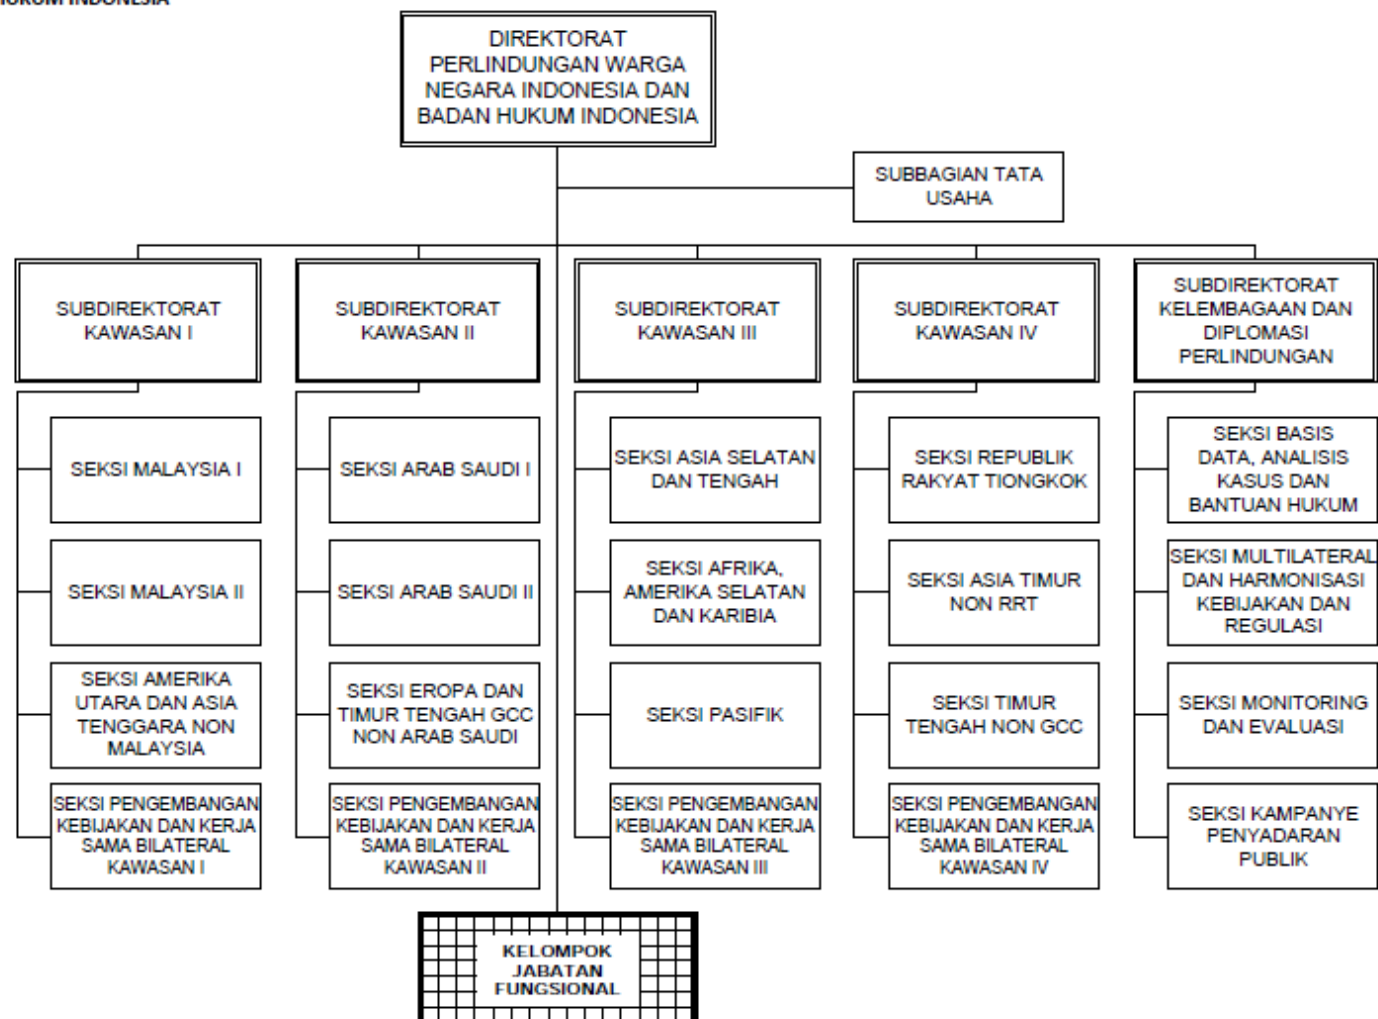 HUKUM INDONESIA
DIREKTORAT
PERLINDUNGAN WARGA
NEGARA INDONESIA DAN
BADAN HUKUM INDONESIA
SUBBAGIAN TATA
USAHA
SUBDIREKTORAT
KAWASAN I
SUBDIREKTORAT
KAWASAN II
SUBDIREKTORAT
KAWASAN III
SUBDIREKTORAT
KAWASAN IV
SUBDIREKTORAT
KELEMBAGAAN DAN
DIPLOMASI
PERLINDUNGAN
SEKSI MALAYSIA I
SEKSI ARAB SAUDI I
SEKSI ASIA SELATAN
DAN TENGAH
SEKSI REPUBLIK
RAKYAT TIONGKOK
SEKSI BASIS
DATA, ANALISIS
KASUS DAN
BANTUAN HUKUM
SEKSI MALAYSIA II
SEKSI ARAB SAUDI II
SEKSI AFRIKA,
AMERIKA SELATAN
DAN KARIBIA
SEKSI ASIA TIMUR
NON RRT
SEKSI MULTILATERAL
DAN HARMONISASI
KEBIJAKAN DAN
REGULASI
SEKSI AMERIKA
UTARA DAN ASIA
TENGGARA NON
MALAYSIA
SEKSI EROPA DAN
TIMUR TENGAH GCC
NON ARAB SAUDI
SEKSI PASIFIK
SEKSI TIMUR
TENGAH NON GCC
SEKSI MONITORING
DAN EVALUASI
SEKSI PENGEMBANGAN
KEBIJAKAN DAN KERJA
SAMA BILATERAL
KAWASAN I
SEKSI PENGEMBANGAN
KEBIJAKAN DAN KERJA
SAMA BILATERAL
KAWASAN II
SEKSI PENGEMBANGAN
KEBIJAKAN DAN KERJA
SAMA BILATERAL
KAWASAN III
SEKSI PENGEMBANGAN
KEBIJAKAN DAN KERJA
SAMA BILATERAL
KAWASAN IV
SEKSI KAMPANYE
PENYADARAN
PUBLIK
KELOMPOK
JABATAN
FUNGSIONAL